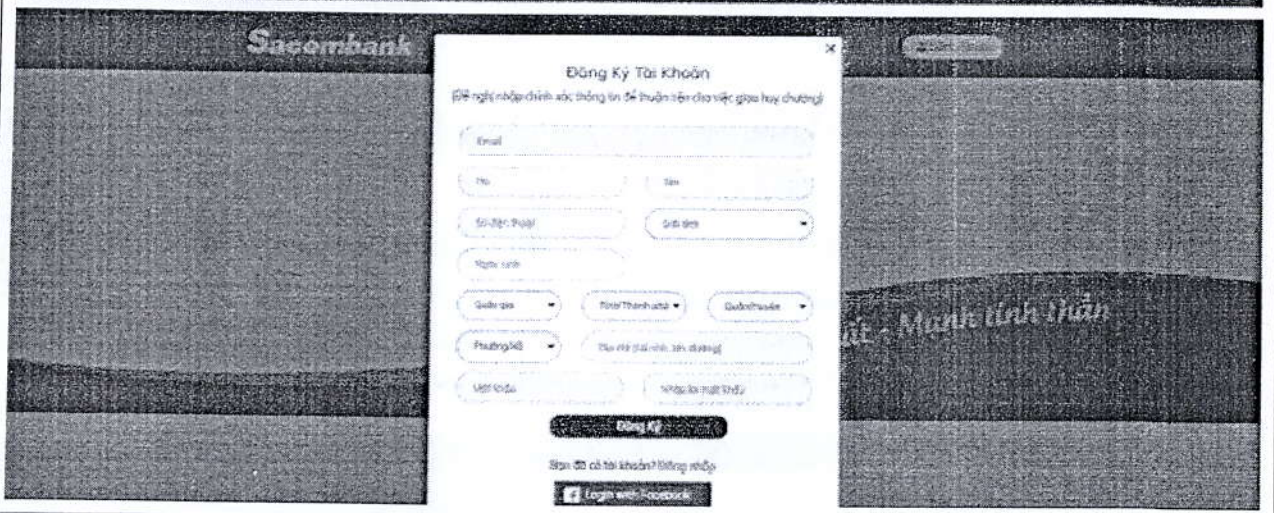 Sacombank
Đăng Ký Tài Khoản
(Đề nghị nhập chính xác thông tin để thuận tiện cho việc giao huy chương)
Email
Họ
Tên
Số điện thoại
Giới tính
Ngày sinh
Quốc gia
Tỉnh/Thành phố
Quận/huyện
Phường/Xã
Địa chỉ (số nhà, tên đường)
Mật khẩu
Nhập lại mật khẩu
- Mạnh tinh thần
Đăng Ký
Bạn đã có tài khoản? Đăng nhập
Login with Facebook